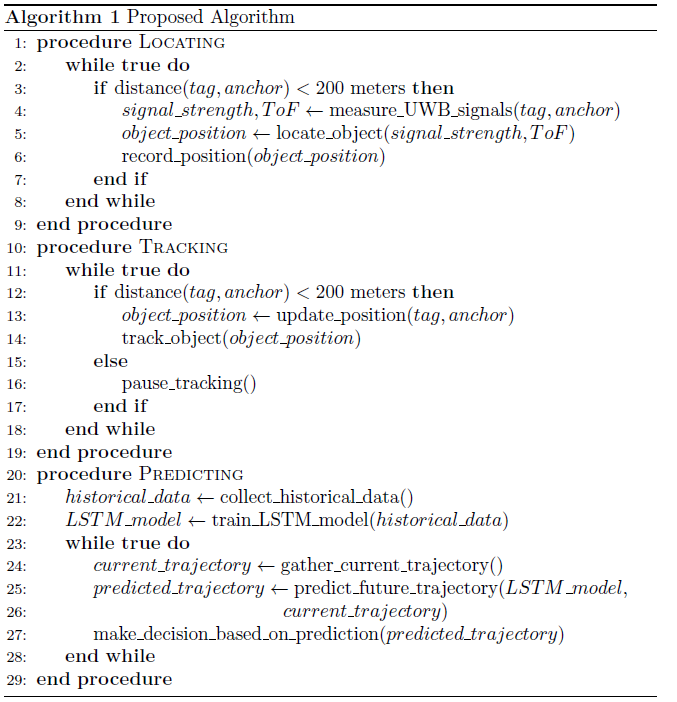 Algorithm 1 Proposed Algorithm
1: procedure LOCATING
2: while true do
3: if distance(tag, anchor) < 200 meters then
4: signal_strength, ToF ← measure_UWB_signals(tag, anchor)
5: object_position ← locate_object(signal_strength, ToF)
6: record_position(object_position)
7: end if
8: end while
9: end procedure
10: procedure TRACKING
11: while true do
12: if distance(tag, anchor) < 200 meters then
13: object_position ← update_position(tag, anchor)
14: track_object(object_position)
15: else
16: pause_tracking()
17: end if
18: end while
19: end procedure
20: procedure PREDICTING
21: historical_data ← collect_historical_data()
22: LSTM_model ← train_LSTM_model(historical_data)
23: while true do
24: current_trajectory ← gather_current_trajectory()
25: predicted_trajectory ← predict_future_trajectory(LSTM_model,
26: current_trajectory)
27: make_decision_based_on_prediction(predicted_trajectory)
28: end while
29: end procedure